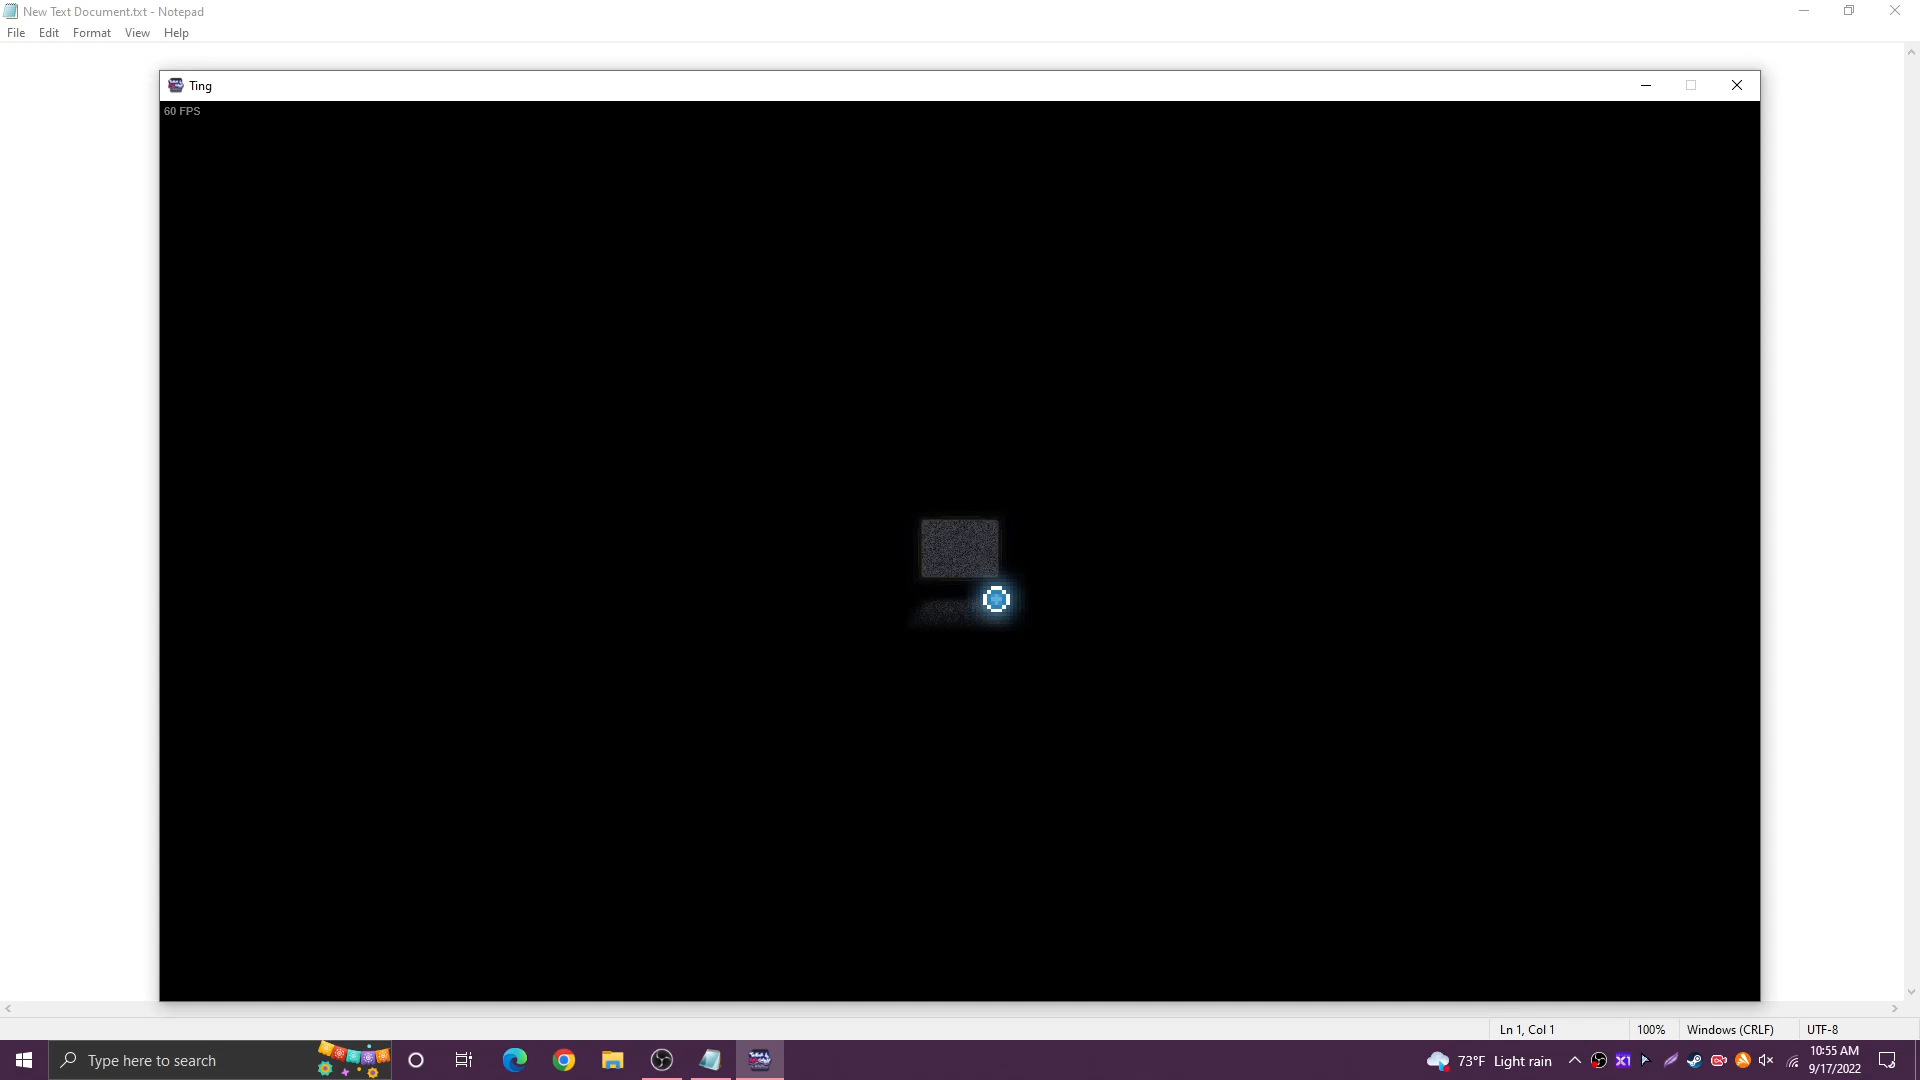 New Text Document.txt - Notepad
File Edit Format View Help
Ting
60 FPS
Ln 1, Col 1 100% Windows (CRLF) UTF-8
Type here to search
73°F Light rain
X1
10:55 AM
9/17/2022